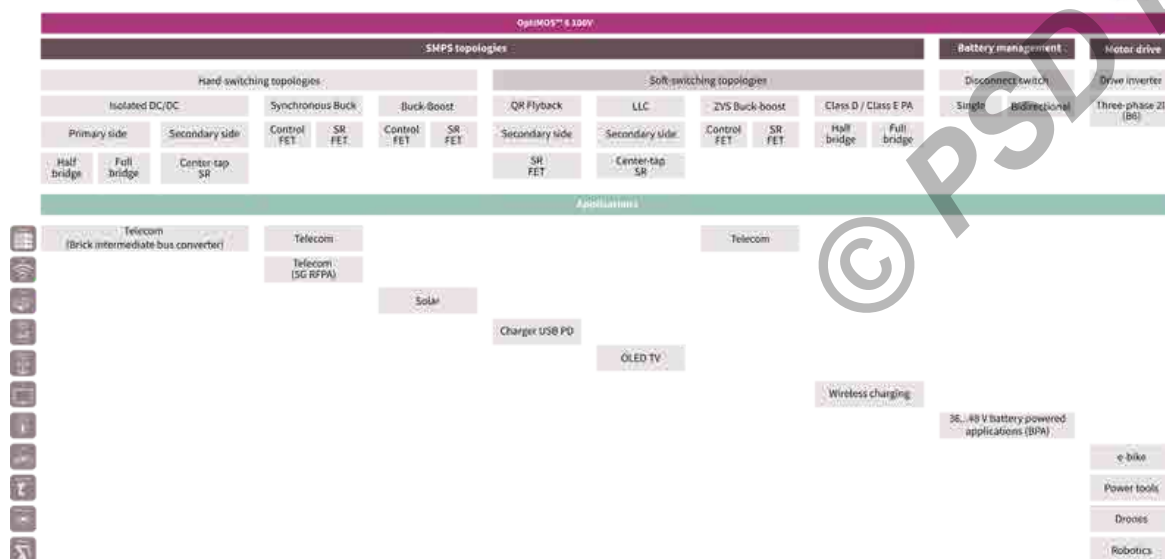 OptiMOS™ 6 100V
SMPS topologies
Battery management
Motor drive
Hard-switching topologies
Soft-switching topologies
Disconnect switch
Drive inverter
Isolated DC/DC
Synchronous Buck
Buck-Boost
QR Flyback
LLC
ZVS Buck-boost
Class D / Class E PA
Single
Bidirectional
Three-phase 2L
(B6)
Primary side
Secondary side
Control
FET
SR
FET
Control
FET
SR
FET
Secondary side
Secondary side
Control
FET
SR
FET
Half
bridge
Full
bridge
Half
bridge
Full
bridge
Center-tap
SR
SR
FET
Center-tap
SR
Applications
Telecom
(Brick intermediate bus converter)
Telecom
Telecom
Telecom
(5G RFPA)
Solar
Charger USB PD
OLED TV
Wireless charging
36...48 V battery powered
applications (BPA)
e-bike
Power tools
Drones
Robotics
© PSD